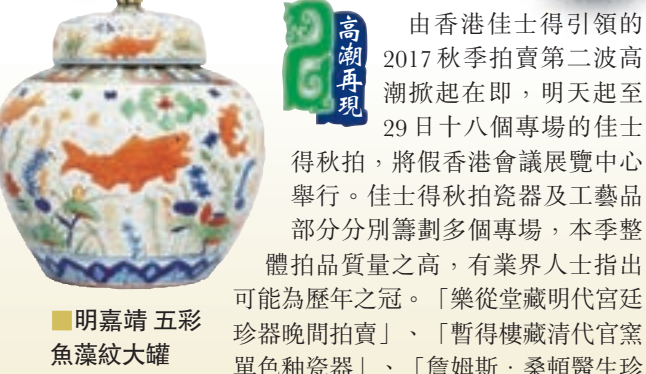 高潮再現
由香港佳士得引領的
2017秋季拍賣第二波高
潮掀起在即，明天起至
29日十八個專場的佳士
得秋拍，將假香港會議展覽中心
舉行。佳士得秋拍瓷器及工藝品
部分分別籌劃多個專場，本季整
體拍品質量之高，有業界人士指出
可能為歷年之冠。「樂從堂藏明代宮廷
珍器晚間拍賣」、「暫得樓藏清代官窯
單色釉瓷器」、「詹姆斯．桑頓醫生珍
■明嘉靖 五彩
魚藻紋大罐